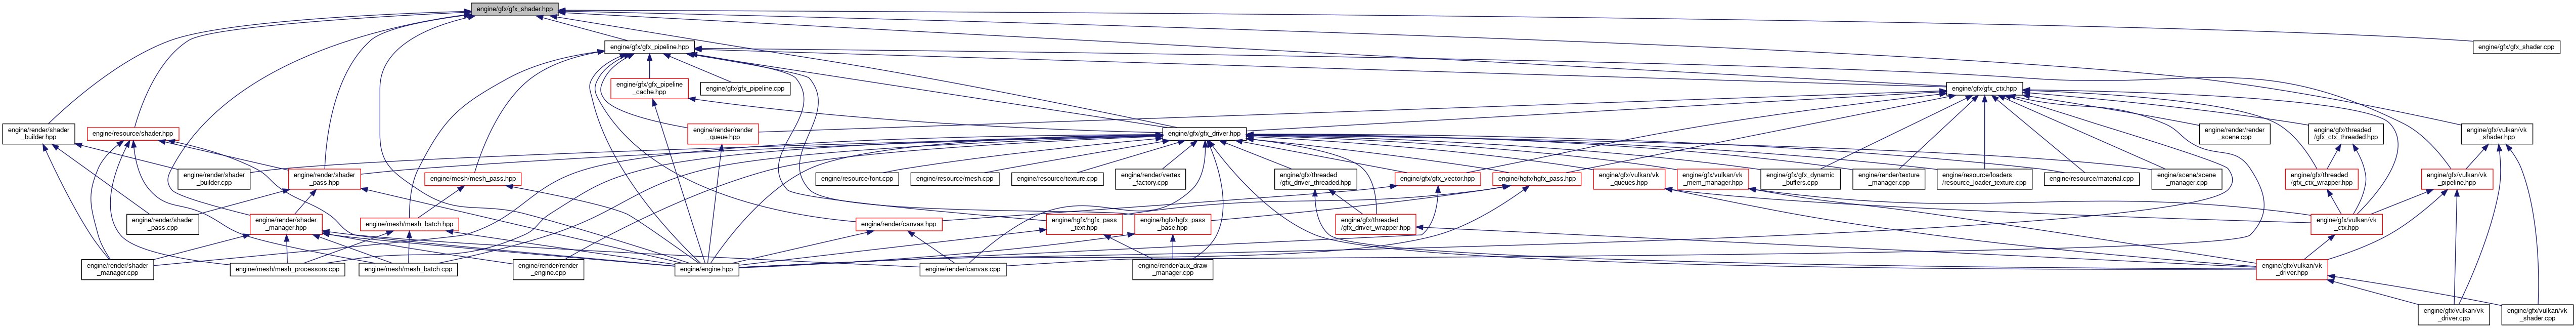 engine/gfx/gfx_shader.hpp
engine/gfx/gfx_pipeline.hpp
engine/gfx/gfx_shader.cpp
engine/gfx/gfx_pipeline
_cache.hpp
engine/gfx/gfx_pipeline.cpp
engine/gfx/gfx_ctx.hpp
engine/render/shader
_builder.hpp
engine/resource/shader.hpp
engine/render/render
_queue.hpp
engine/gfx/gfx_driver.hpp
engine/render/render
_scene.cpp
engine/gfx/threaded
/gfx_ctx_threaded.hpp
engine/gfx/vulkan/vk
_shader.hpp
engine/render/shader
_builder.cpp
engine/render/shader
_pass.hpp
engine/mesh/mesh_pass.hpp
engine/resource/font.cpp
engine/resource/mesh.cpp
engine/resource/texture.cpp
engine/render/vertex
_factory.cpp
engine/gfx/threaded
/gfx_driver_threaded.hpp
engine/gfx/gfx_vector.hpp
engine/hgfx/hgfx_pass.hpp
engine/gfx/vulkan/vk
_queues.hpp
engine/gfx/vulkan/vk
_mem_manager.hpp
engine/gfx/gfx_dynamic
_buffers.cpp
engine/render/texture
_manager.cpp
engine/resource/loaders
/resource_loader_texture.cpp
engine/resource/material.cpp
engine/scene/scene
_manager.cpp
engine/gfx/threaded
/gfx_ctx_wrapper.hpp
engine/gfx/vulkan/vk
_pipeline.hpp
engine/render/shader
_pass.cpp
engine/render/shader
_manager.hpp
engine/mesh/mesh_batch.hpp
engine/render/canvas.hpp
engine/hgfx/hgfx_pass
_text.hpp
engine/hgfx/hgfx_pass
_base.hpp
engine/gfx/threaded
/gfx_driver_wrapper.hpp
engine/gfx/vulkan/vk
_ctx.hpp
engine/render/shader
_manager.cpp
engine/mesh/mesh_processors.cpp
engine/mesh/mesh_batch.cpp
engine/render/render
_engine.cpp
engine/engine.hpp
engine/render/canvas.cpp
engine/render/aux_draw
_manager.cpp
engine/gfx/vulkan/vk
_driver.hpp
engine/gfx/vulkan/vk
_driver.cpp
engine/gfx/vulkan/vk
_shader.cpp